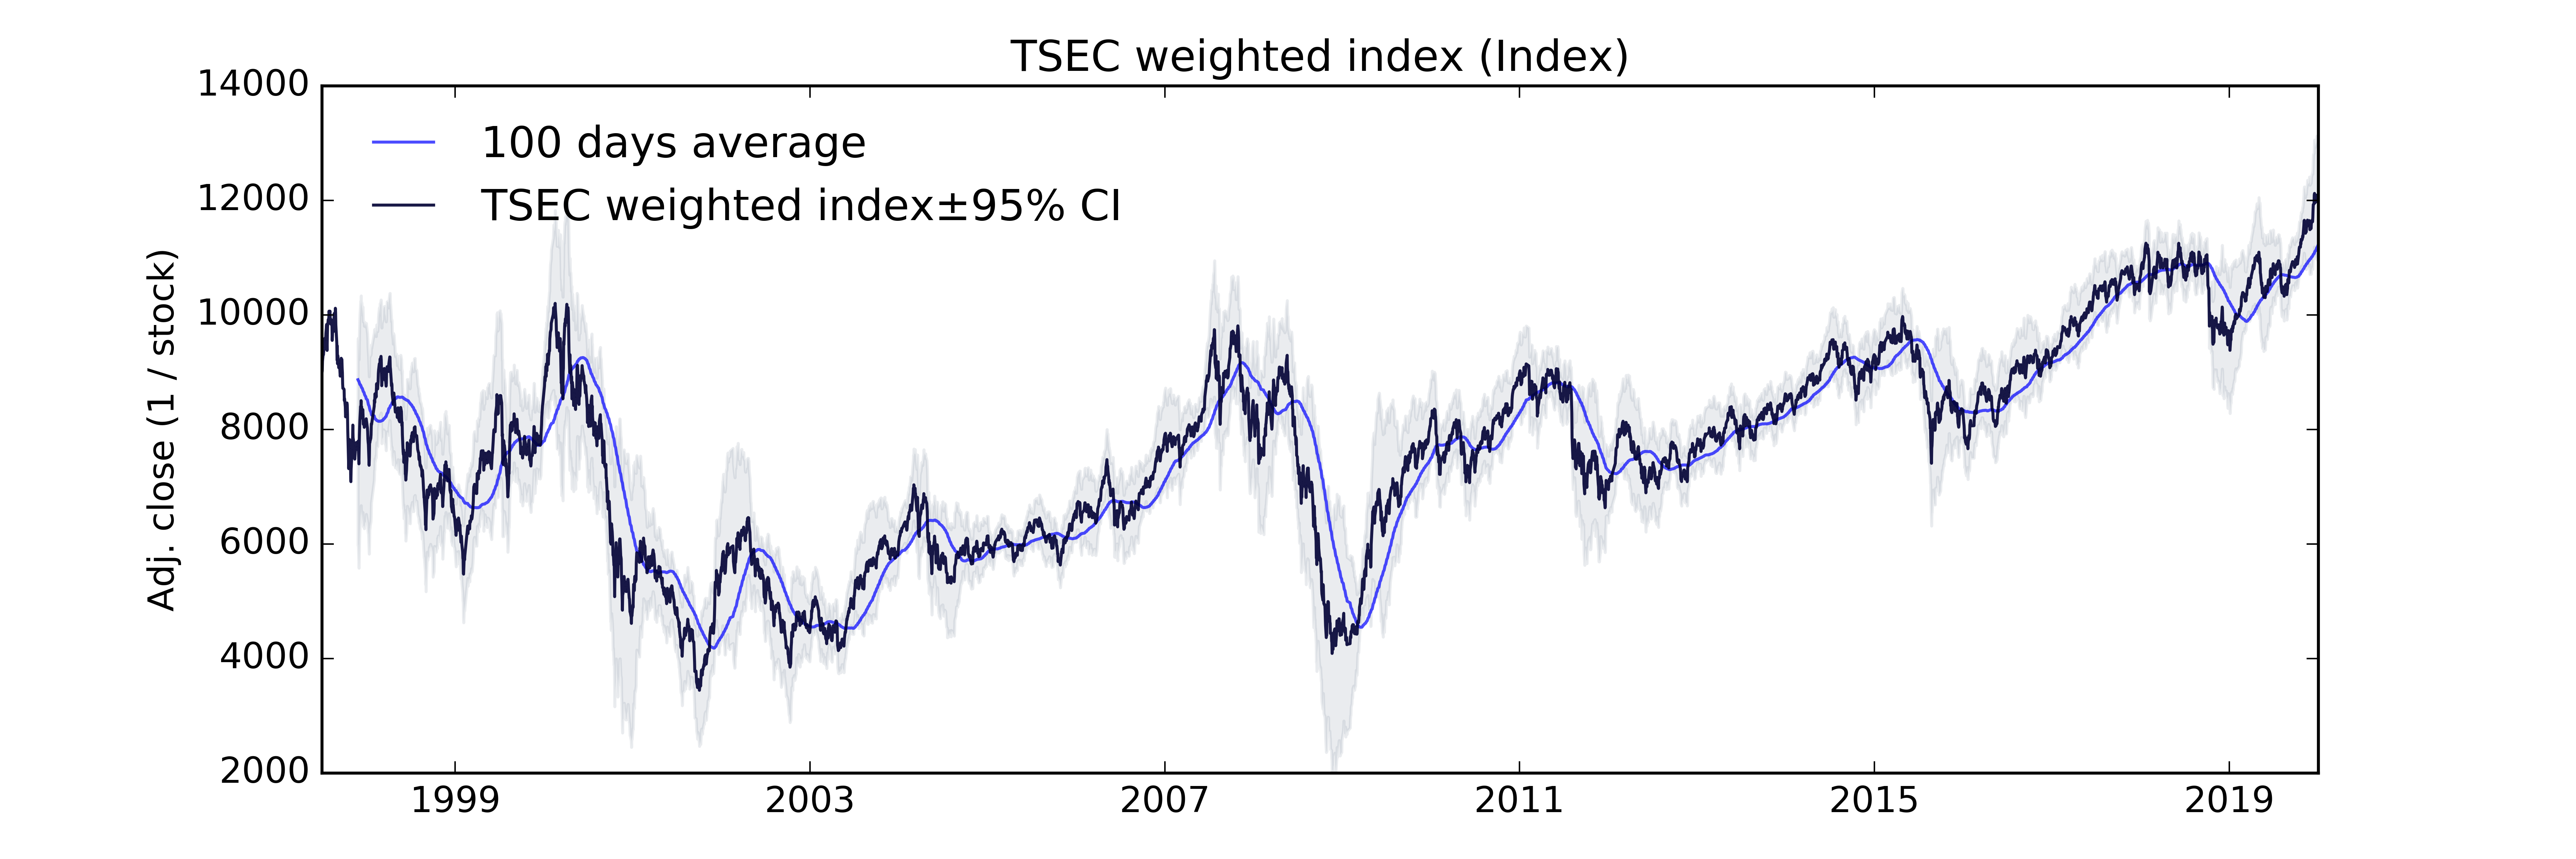 TSEC weighted index (Index)
14000
12000
10000
8000
6000
4000
2000
Adj. close (1 / stock)
100 days average
TSEC weighted index±95% CI
1999 2003 2007 2011 2015 2019